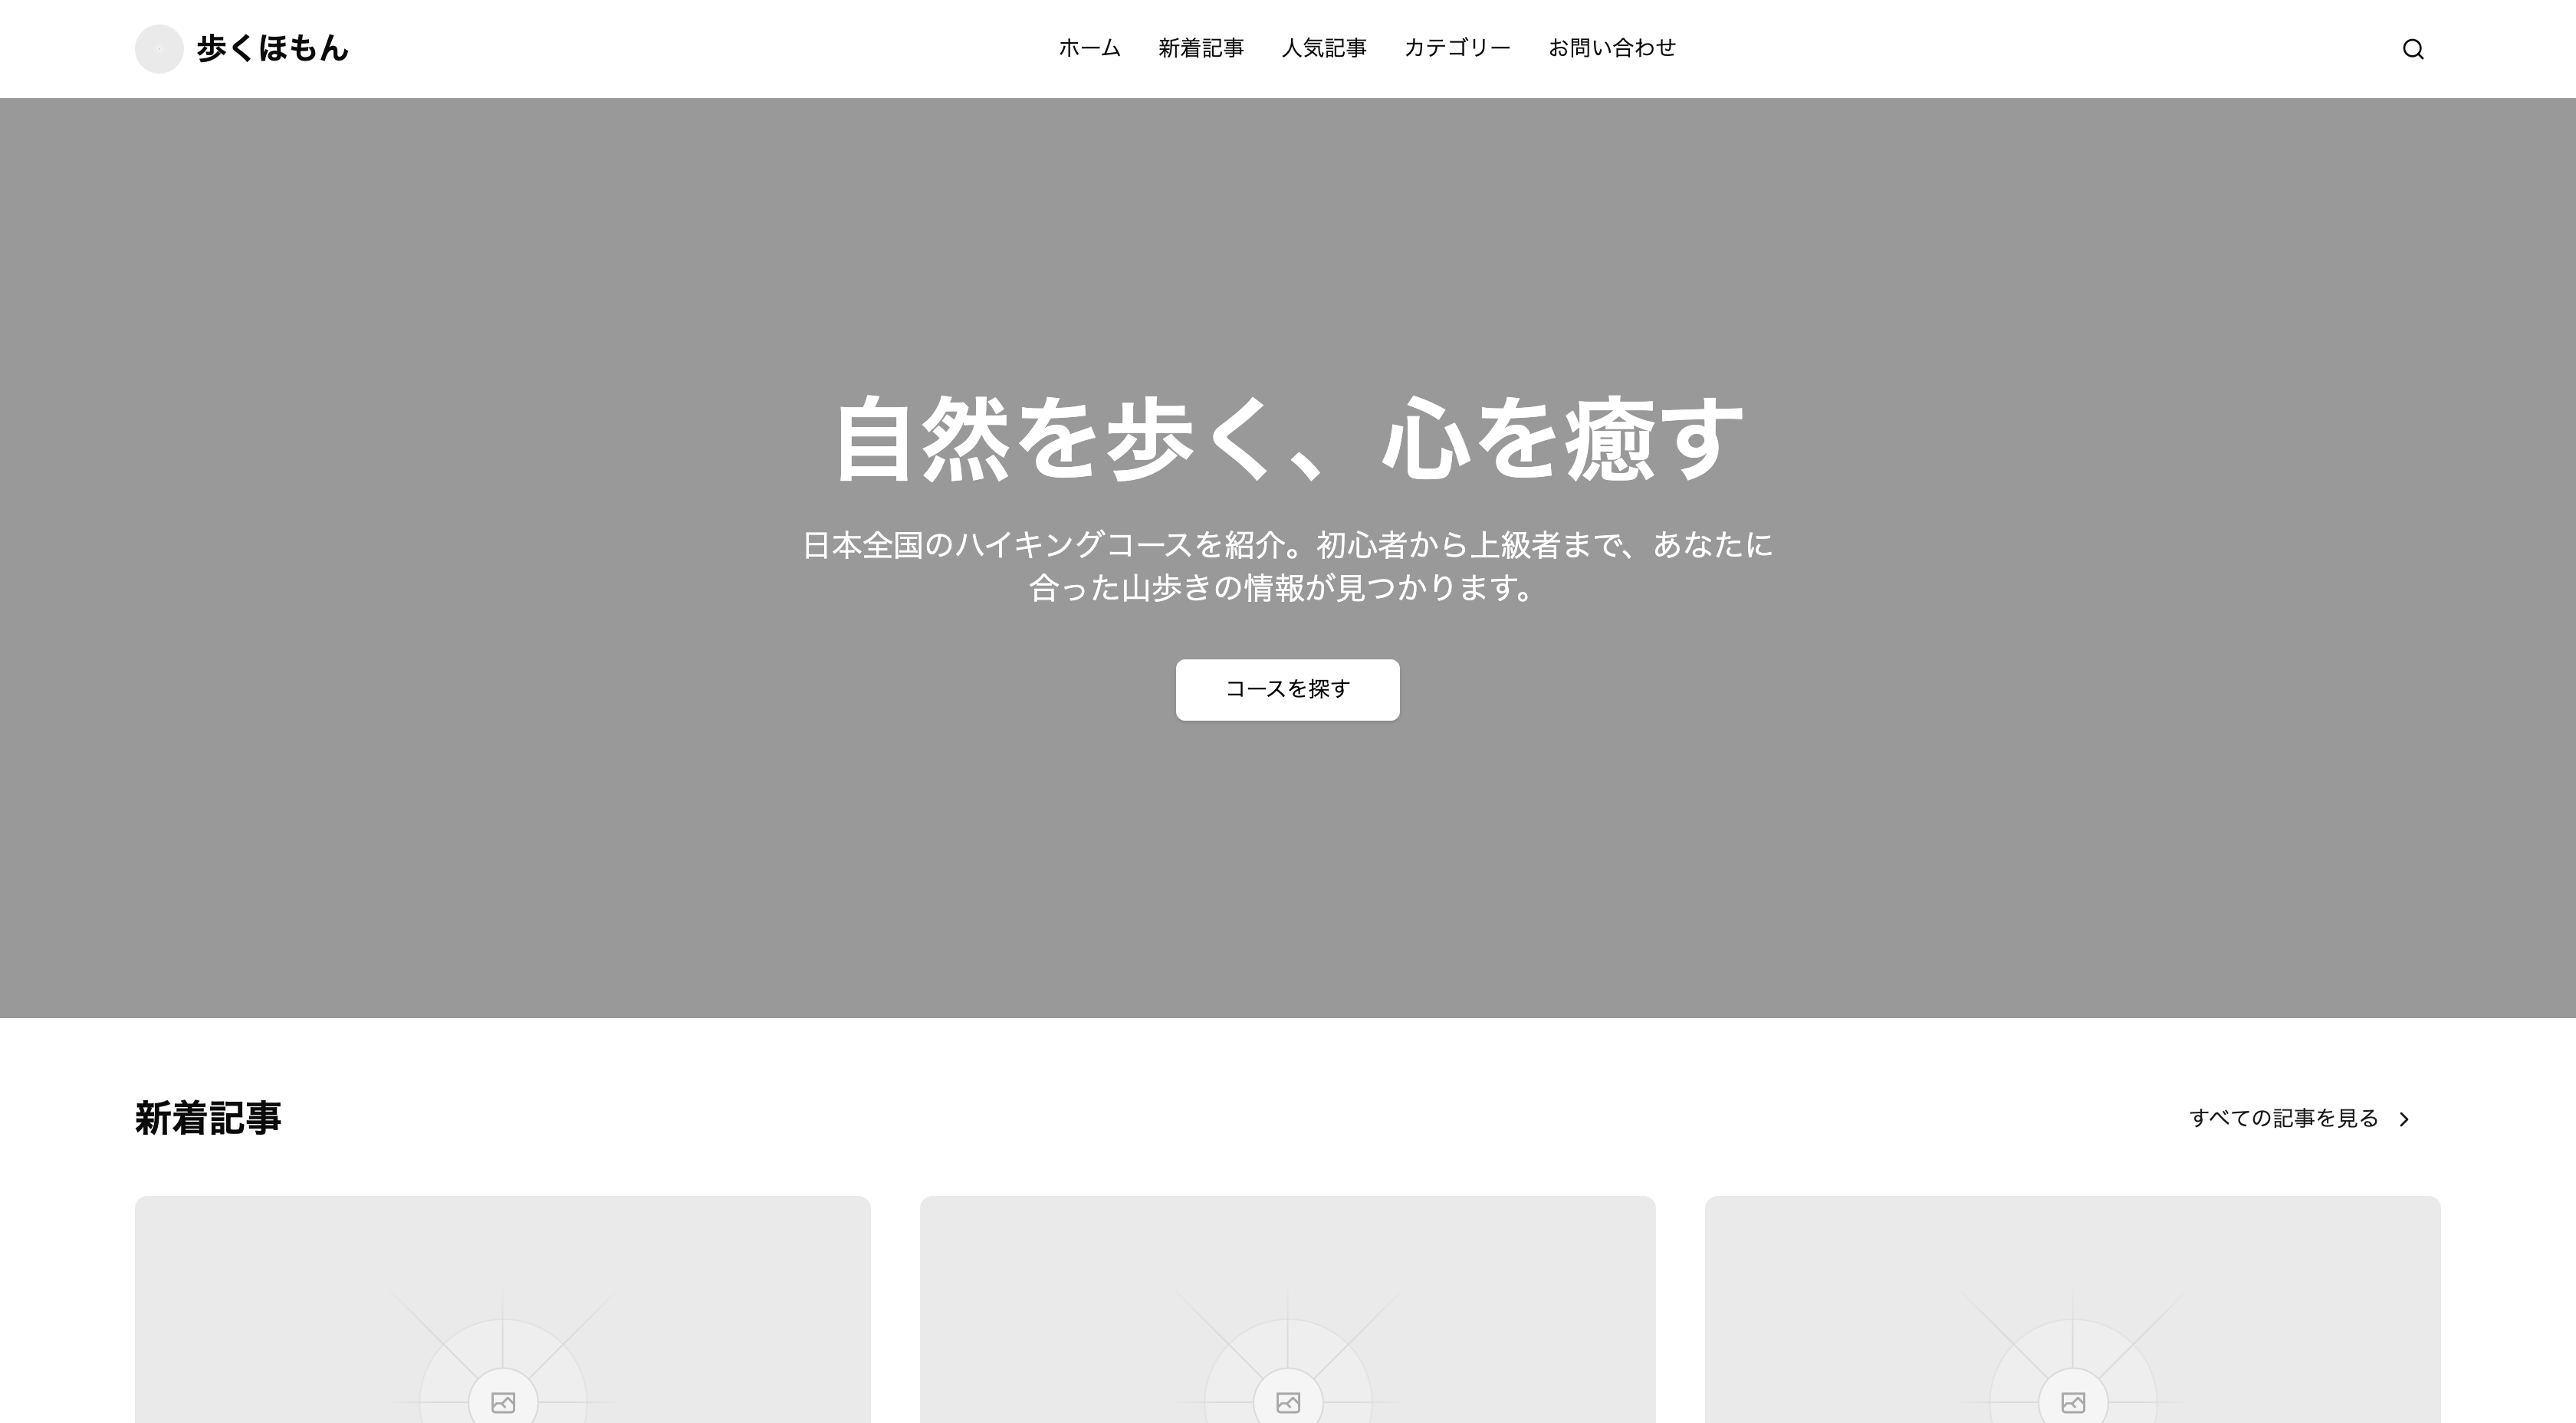 歩くほもん
ホーム 新着記事 人気記事 カテゴリー お問い合わせ
自然を歩く、心を癒す
日本全国のハイキングコースを紹介。初心者から上級者まで、あなたに
合った山歩きの情報が見つかります。
コースを探す
新着記事
すべての記事を見る